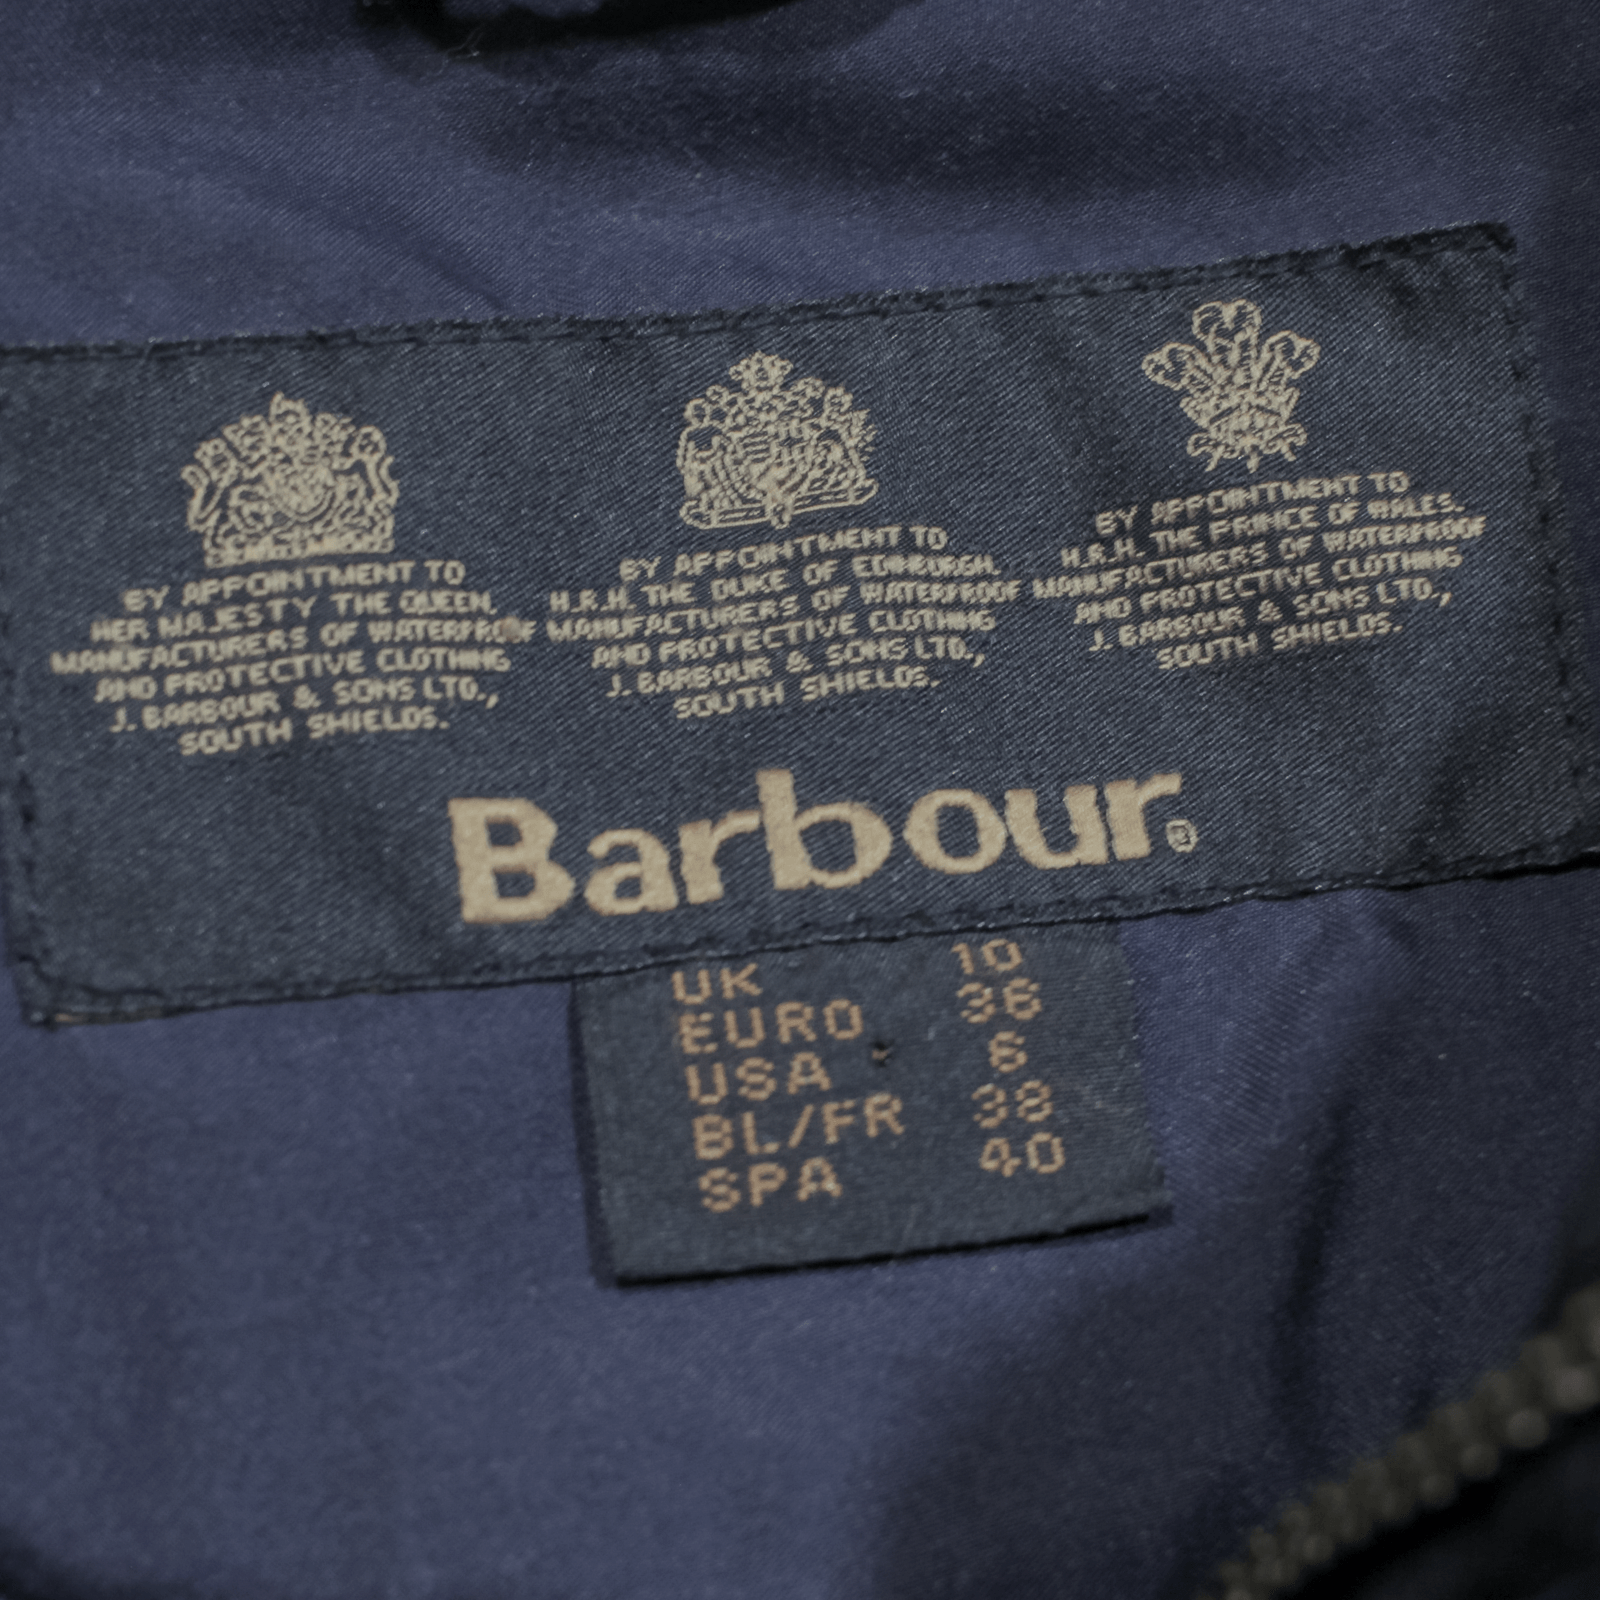 BY APPOINTMENT TO
HER MAJESTY THE QUEEN,
MANUFACTURERS OF WATERPROOF
AND PROTECTIVE CLOTHING
J. BARBOUR & SONS LTD.,
SOUTH SHIELDS.
BY APPOINTMENT TO
H.R.H. THE DUKE OF EDINBURGH,
MANUFACTURERS OF WATERPROOF
AND PROTECTIVE CLOTHING
J. BARBOUR & SONS LTD.,
SOUTH SHIELDS.
BY APPOINTMENT TO
H.R.H. THE PRINCE OF WALES,
MANUFACTURERS OF WATERPROOF
AND PROTECTIVE CLOTHING
J. BARBOUR & SONS LTD.,
SOUTH SHIELDS.
Barbour®
UK 10
EURO 36
USA 6
BL/FR 38
SPA 40